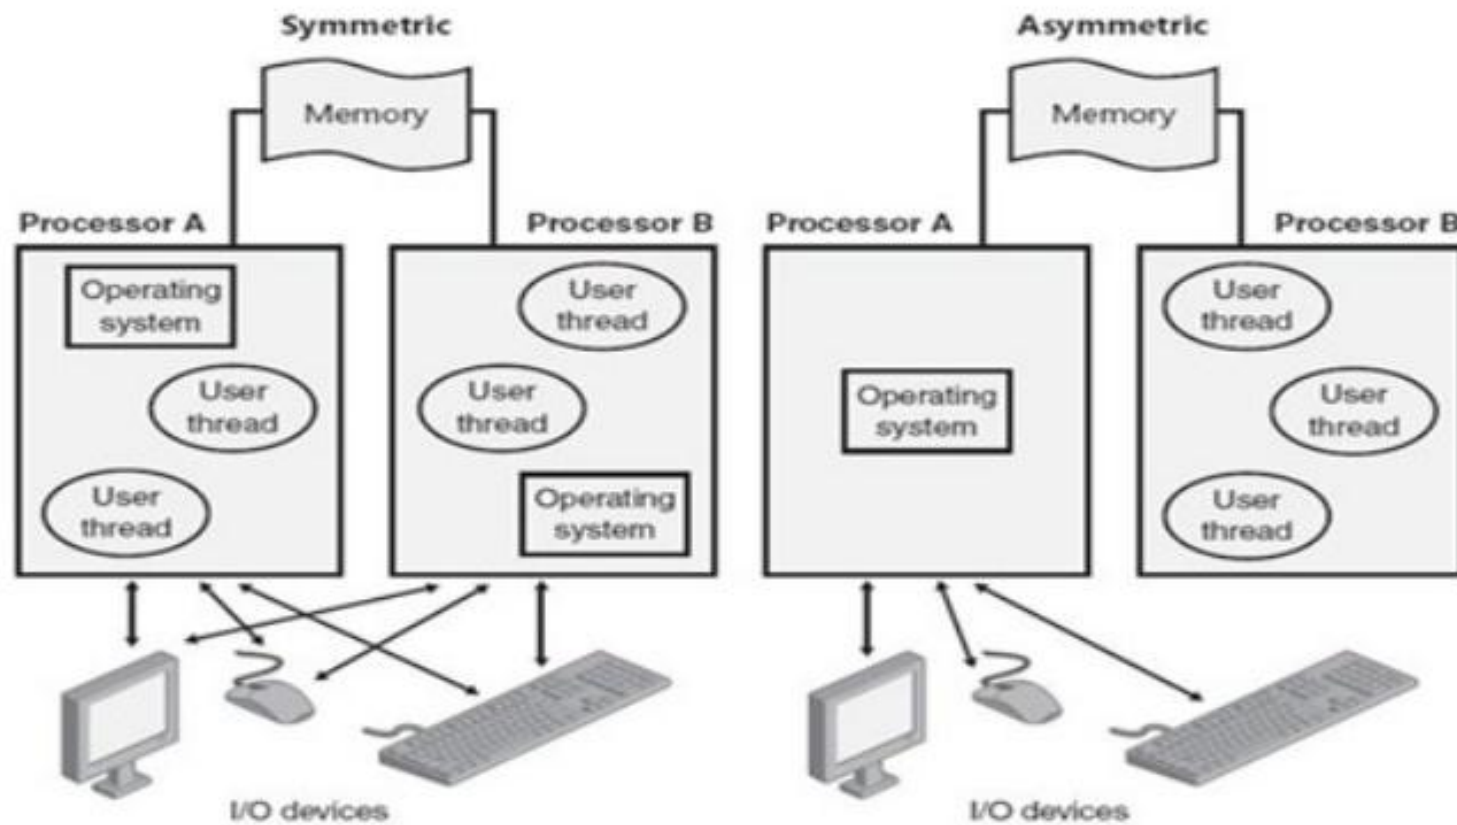 Symmetric
Memory
Processor A
Processor B
Operating
system
User
thread
User
thread
User
thread
User
thread
Operating
system
I/O devices
Asymmetric
Memory
Processor A
Processor B
Operating
system
User
thread
User
thread
User
thread
I/O devices